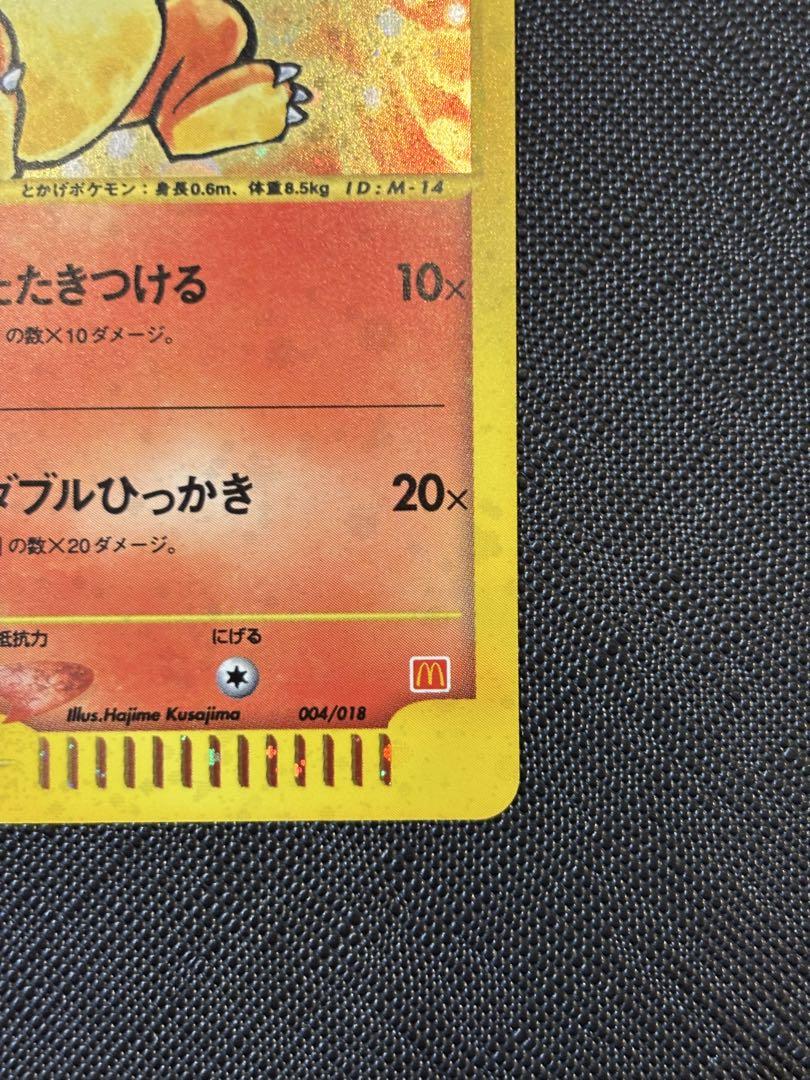 とかげポケモン：身長0.6m、体重8.5kg ID:M-14
たたきつける 10×
の数×10ダメージ。
ダブルひっかき 20×
の数×20ダメージ。
抵抗力 にげる
Illus.Hajime Kusajima 004/018